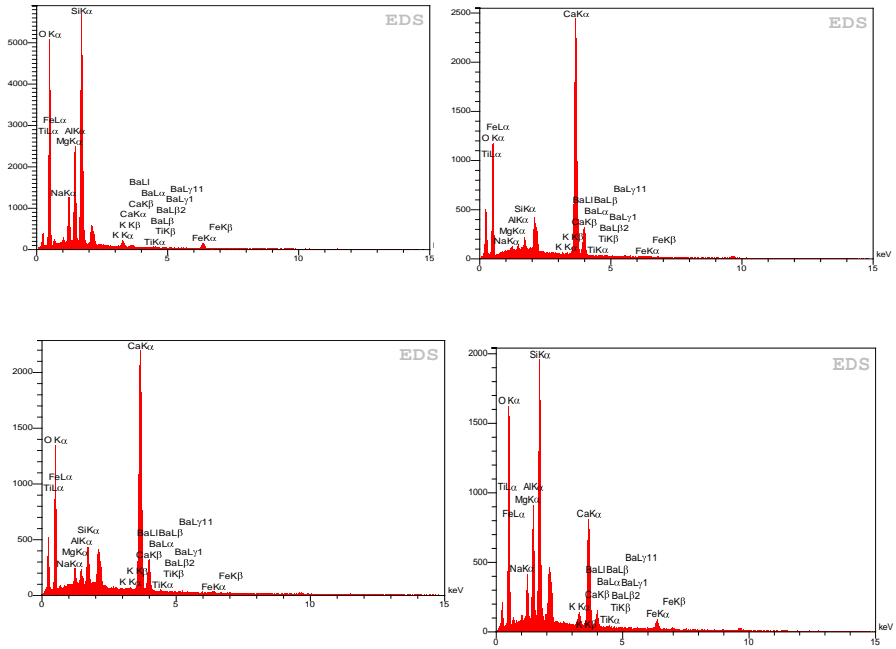 EDS
SiKα
O Kα
5000
4000
FeLα
3000
TiLα
AlKα
MgKα
2000
NaKα
BaLl
BaLγ11
BaLα
CaKβ
BaLγ1
CaKα
BaLβ2
1000
K Kβ
BaLβ
FeKβ
TiKβ
K Kα
FeKα
TiKα
0
0
5
10
15
2500
CaKα
EDS
2000
1500
FeLα
O Kα
TiLα
1000
BaLγ11
BaLlBaLβ
500
SiKα
BaLα
AlKα
BaLγ1
CaKβ
MgKα
BaLβ2
K Kβ
TiKβ
FeKβ
NaKα
K Kα
TiKα
FeKα
0
keV
0
5
10
15
CaKα
EDS
2000
1500
O Kα
FeLα
1000
TiLα
BaLγ11
SiKα
BaLlBaLβ
500
AlKα
BaLα
MgKα
CaKβ
BaLγ1
BaLβ2
NaKα
K Kβ
TiKβ
FeKβ
K Kα
TiKα
FeKα
0
keV
0
5
10
15
2000
SiKα
EDS
O Kα
1500
TiLα
AlKα
1000
MgKα
FeLα
CaKα
500
NaKα
BaLγ11
BaLlBaLβ
BaLαBaLγ1
CaKβ
BaLβ2
K Kα
TiKβ
FeKβ
FeKα
K Kβ
TiKα
0
keV
0
5
10
15